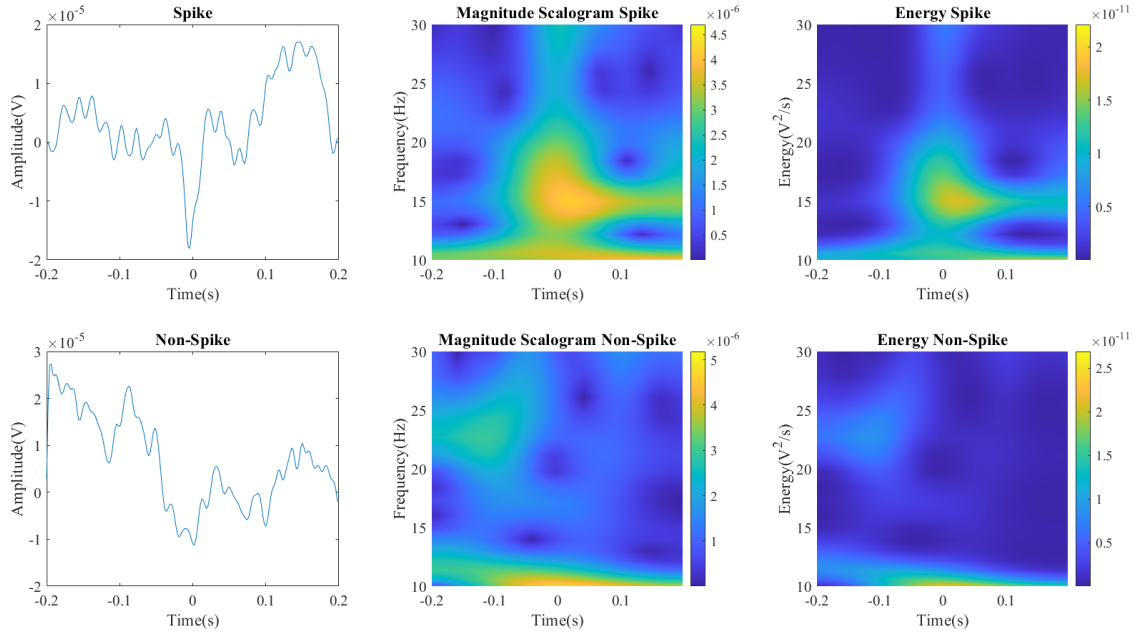 Spike
×10⁻⁵
2
1
0
-1
-2
Amplitude(V)
-0.2 -0.1 0 0.1 0.2
Time(s)
Magnitude Scalogram Spike
×10⁻⁶
30
25
20
15
10
Frequency(Hz)
-0.2 -0.1 0 0.1
Time(s)
4.5
4
3.5
3
2.5
2
1.5
1
0.5
Energy Spike
×10⁻¹¹
30
25
20
15
10
Energy(V²/s)
-0.2 -0.1 0 0.1
Time(s)
2
1.5
1
0.5
Non-Spike
×10⁻⁵
3
2
1
0
-1
-2
Amplitude(V)
-0.2 -0.1 0 0.1 0.2
Time(s)
Magnitude Scalogram Non-Spike
×10⁻⁶
30
25
20
15
10
Frequency(Hz)
-0.2 -0.1 0 0.1
Time(s)
5
4
3
2
1
Energy Non-Spike
×10⁻¹¹
30
25
20
15
10
Energy(V²/s)
-0.2 -0.1 0 0.1
Time(s)
2.5
2
1.5
1
0.5